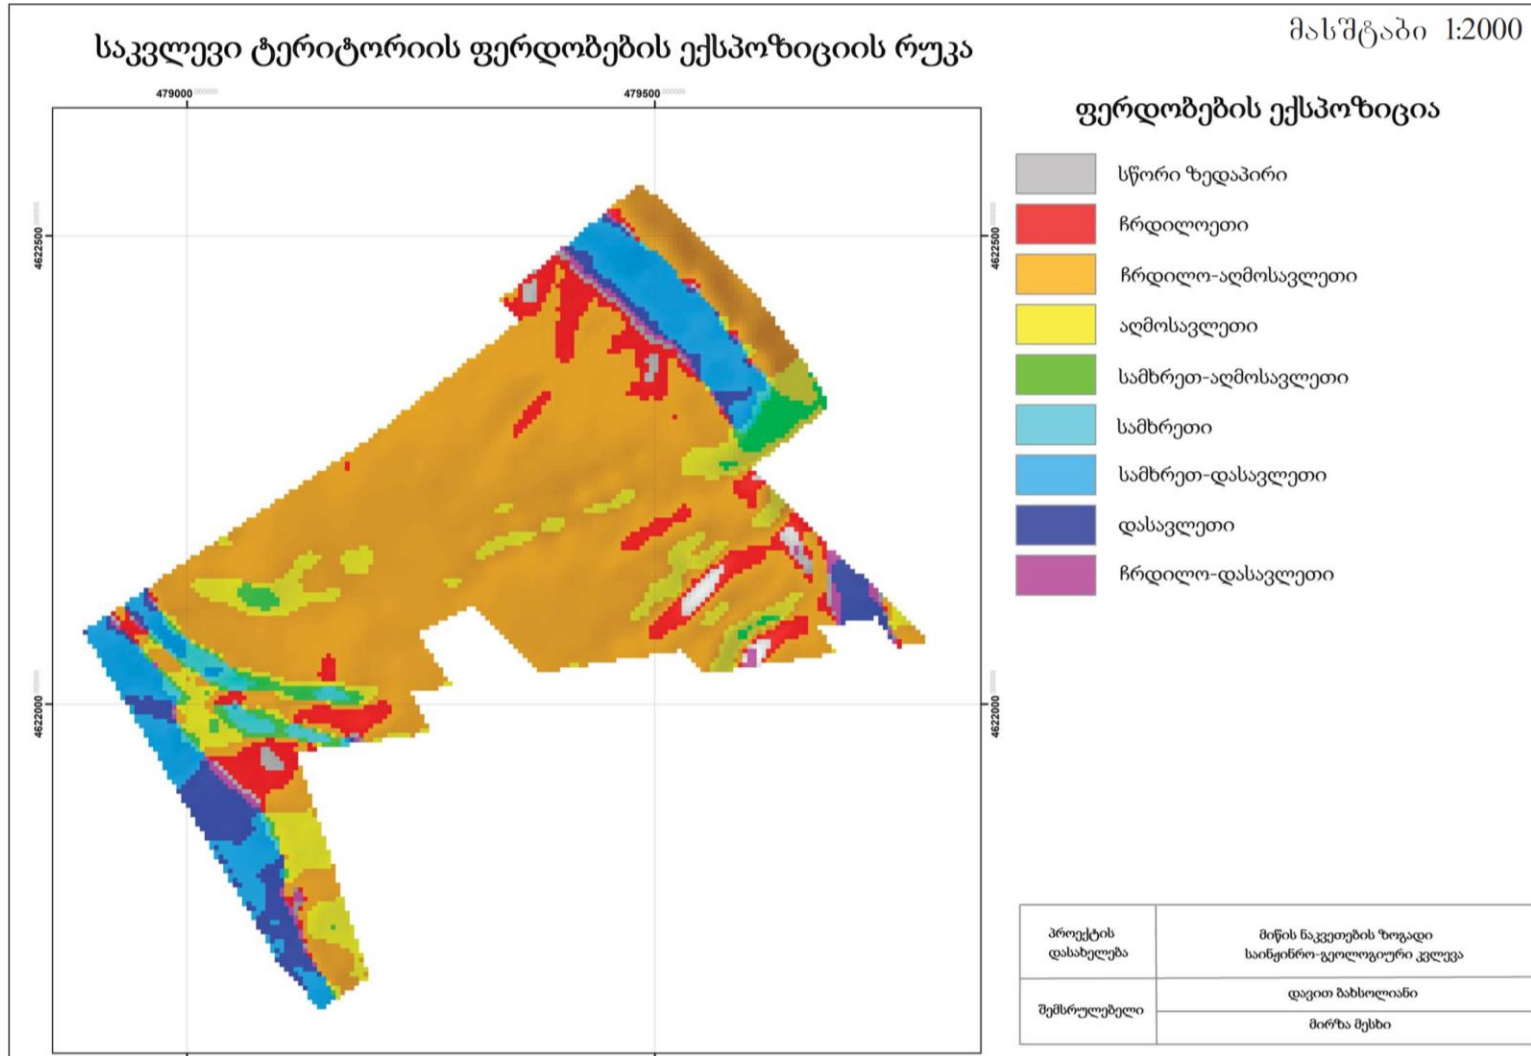 საკვლევი ტერიტორიის ფერდობების ექსპოზიციის რუკა
მასშტაბი 1:2000
479000
479500
4622500
4622500
4622000
4622000
ფერდობების ექსპოზიცია
სწორი ზედაპირი
ჩრდილოეთი
ჩრდილო-აღმოსავლეთი
აღმოსავლეთი
სამხრეთ-აღმოსავლეთი
სამხრეთი
სამხრეთ-დასავლეთი
დასავლეთი
ჩრდილო-დასავლეთი
პროექტის
დასახელება
მიწის ნაკვეთების ზოგადი
საინჟინრო-გეოლოგიური კვლევა
შემსრულებელი
დავით ბახსოლიანი
მირზა მესხი